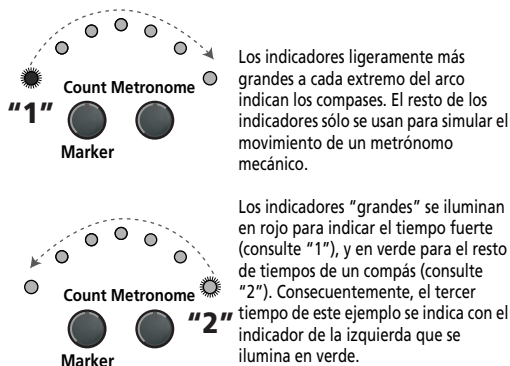 Count Metronome
"1"
Marker
Los indicadores ligeramente más
grandes a cada extremo del arco
indican los compases. El resto de los
indicadores sólo se usan para simular el
movimiento de un metrónomo
mecánico.
Count Metronome
"2"
Marker
Los indicadores "grandes" se iluminan
en rojo para indicar el tiempo fuerte
(consulte "1"), y en verde para el resto
de tiempos de un compás (consulte
"2"). Consecuentemente, el tercer
tiempo de este ejemplo se indica con el
indicador de la izquierda que se
ilumina en verde.